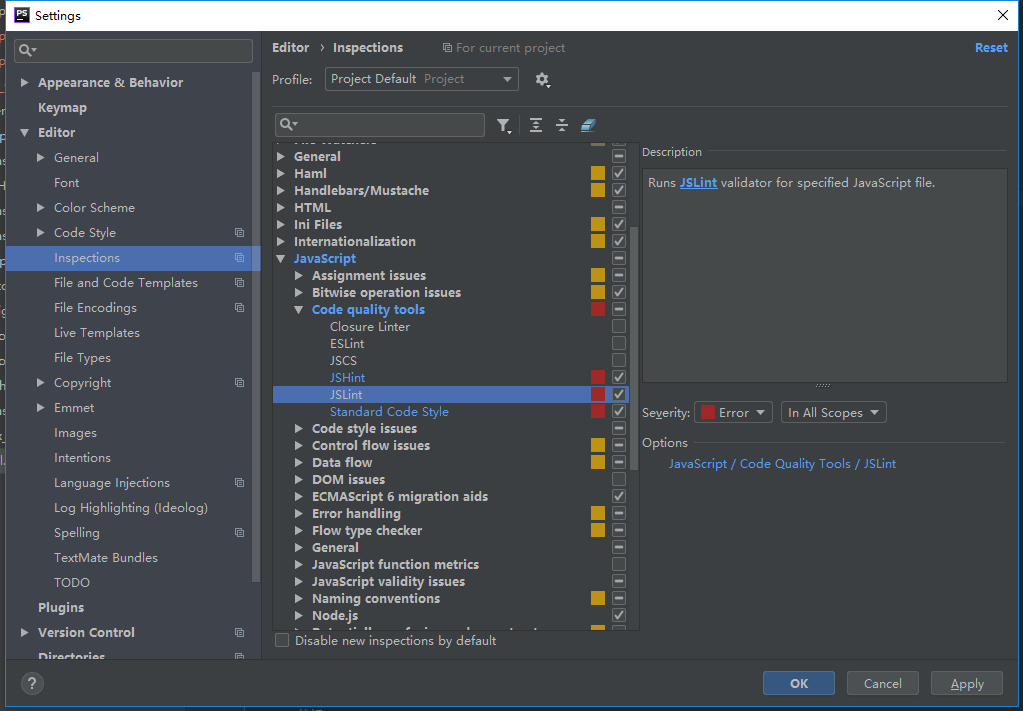 PS Settings
Editor › Inspections For current project Reset
Profile: Project Default Project
Appearance & Behavior
Keymap
Editor
General
Font
Color Scheme
Code Style
Inspections
File and Code Templates
File Encodings
Live Templates
File Types
Copyright
Emmet
Images
Intentions
Language Injections
Log Highlighting (Ideolog)
Spelling
TextMate Bundles
TODO
Plugins
Version Control
Directories
General
Haml
Handlebars/Mustache
HTML
Ini Files
Internationalization
JavaScript
Assignment issues
Bitwise operation issues
Code quality tools
Closure Linter
ESLint
JSCS
JSHint
JSLint
Standard Code Style
Code style issues
Control flow issues
Data flow
DOM issues
ECMAScript 6 migration aids
Error handling
Flow type checker
General
JavaScript function metrics
JavaScript validity issues
Naming conventions
Node.js
Disable new inspections by default
Description
Runs JSLint validator for specified JavaScript file.
Severity: Error In All Scopes
Options
JavaScript / Code Quality Tools / JSLint
? OK Cancel Apply